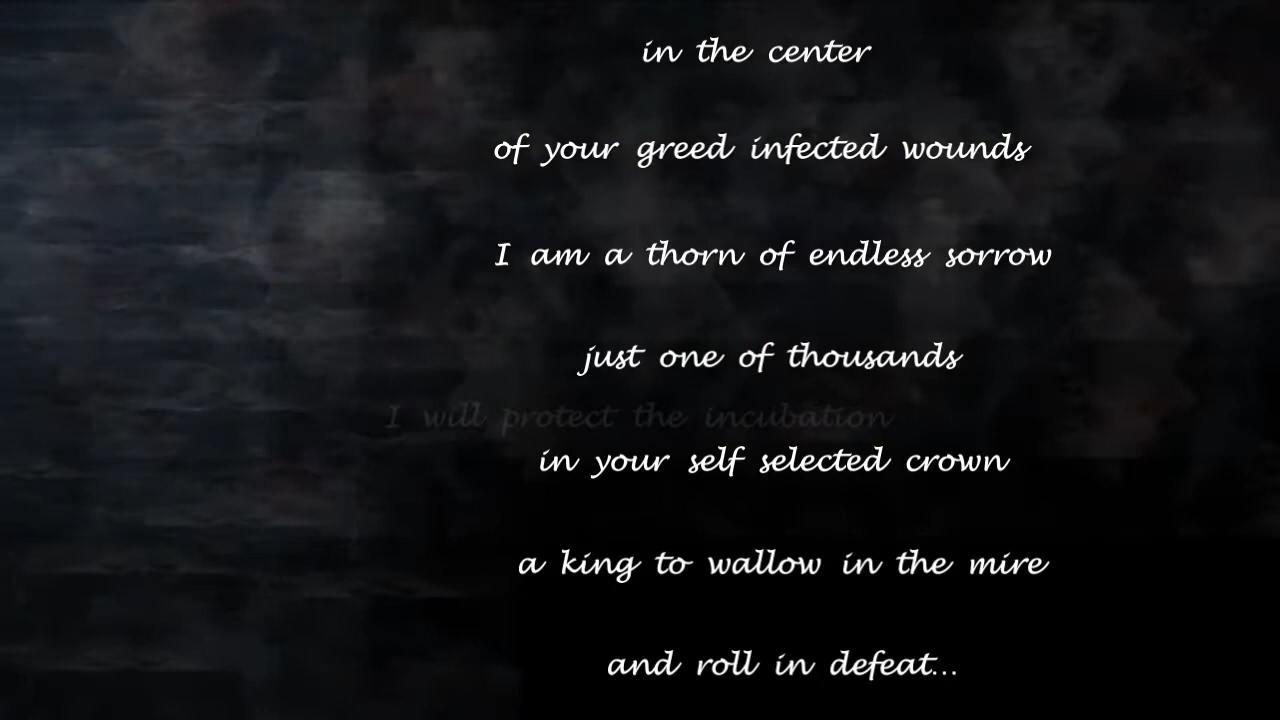 in the center
of your greed infected wounds
I am a thorn of endless sorrow
just one of thousands
I will protect the incubation
in your self selected crown
a king to wallow in the mire
and roll in defeat...